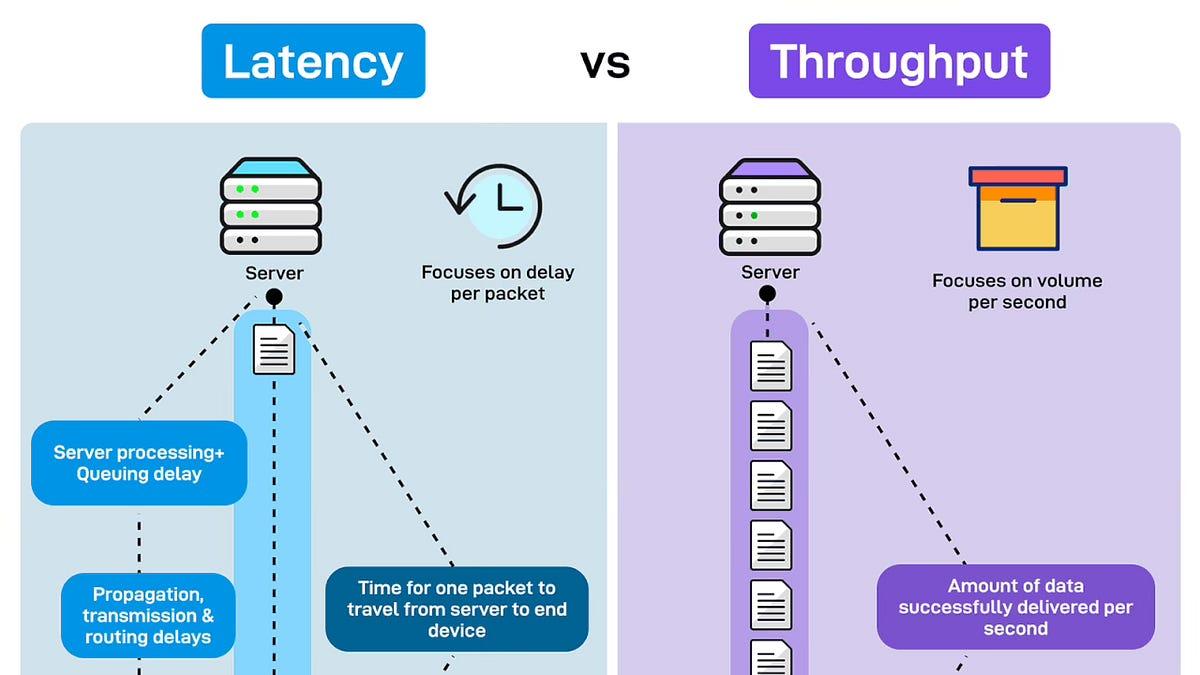 Latency
vs
Throughput
Server
Focuses on delay
per packet
Server processing+
Queuing delay
Propagation,
transmission &
routing delays
Time for one packet to
travel from server to end
device
Server
Focuses on volume
per second
Amount of data
successfully delivered per
second